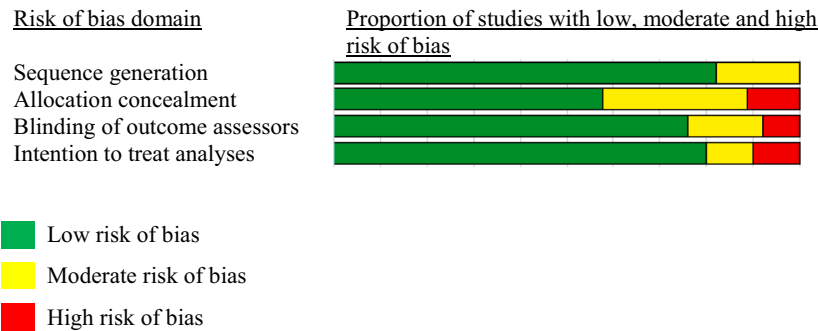 Risk of bias domain
Proportion of studies with low, moderate and high
risk of bias
Sequence generation
Allocation concealment
Blinding of outcome assessors
Intention to treat analyses
Low risk of bias
Moderate risk of bias
High risk of bias